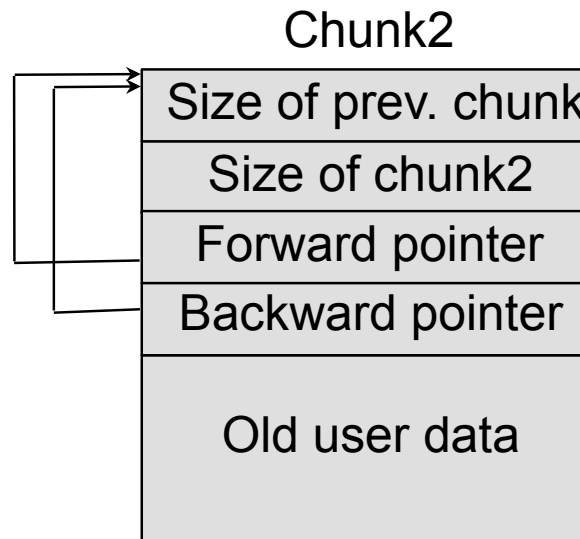 Chunk2
Size of prev. chunk
Size of chunk2
Forward pointer
Backward pointer
Old user data